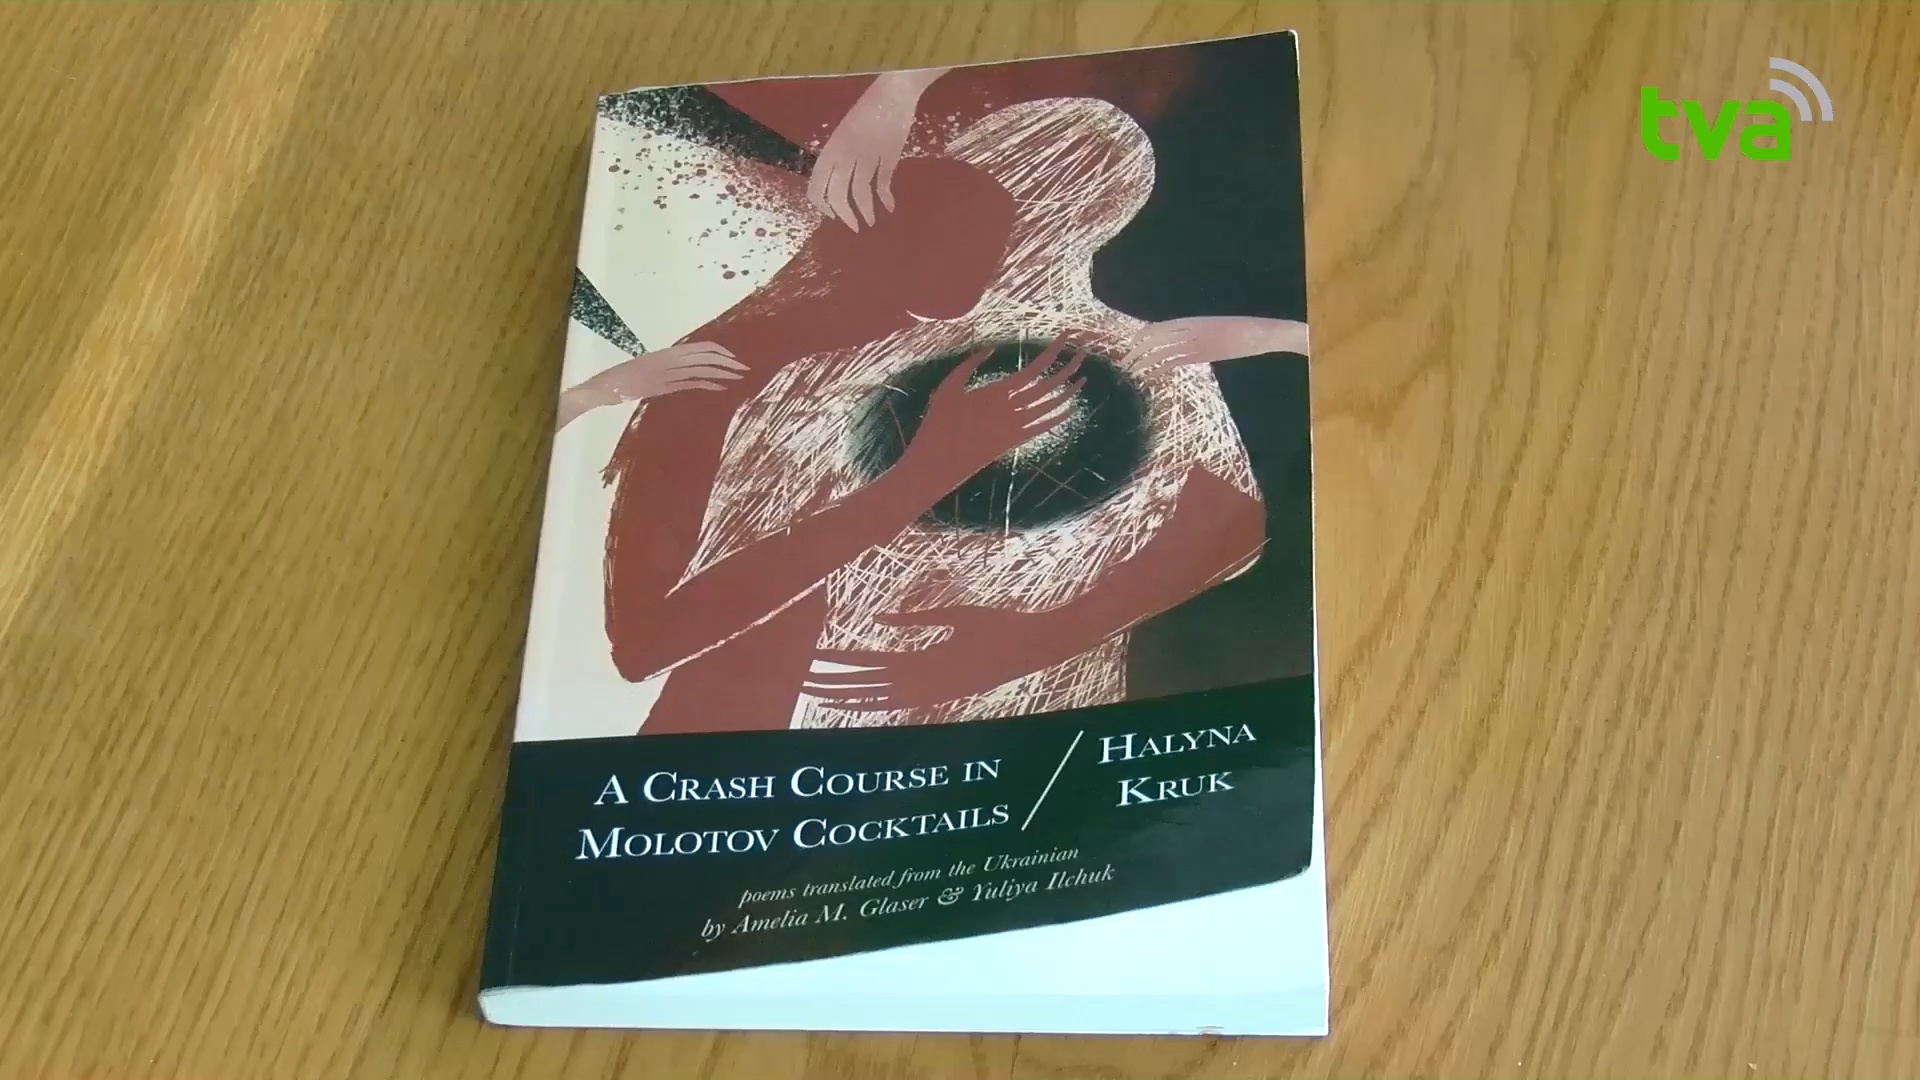 tva
A CRASH COURSE IN
MOLOTOV COCKTAILS
/
HALYNA
KRUK
poems translated from the Ukrainian
by Amelia M. Glaser & Yuliya Ilchuk